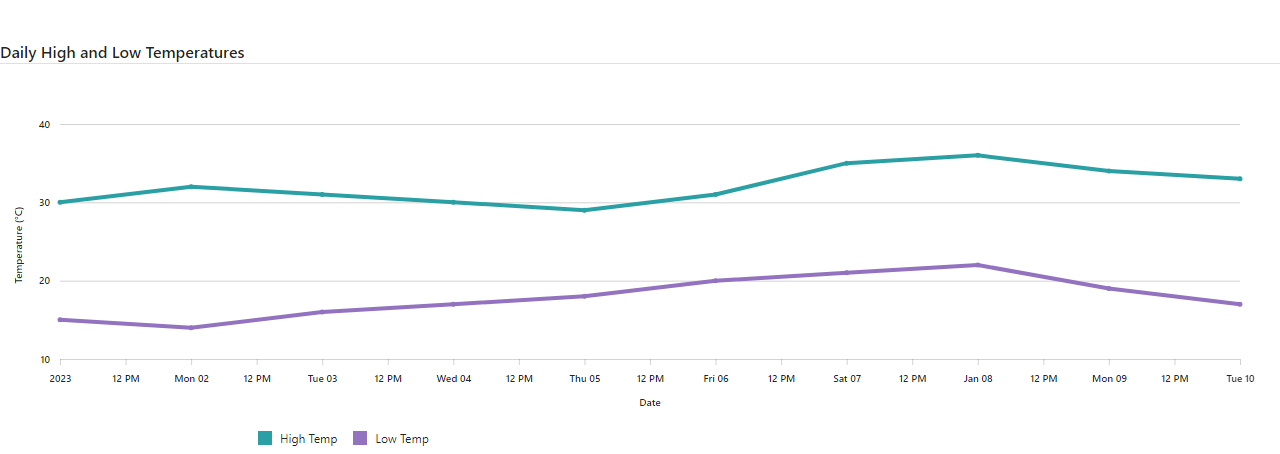 Daily High and Low Temperatures
40
30
20
10
Temperature (°C)
2023 12 PM Mon 02 12 PM Tue 03 12 PM Wed 04 12 PM Thu 05 12 PM Fri 06 12 PM Sat 07 12 PM Jan 08 12 PM Mon 09 12 PM Tue 10
Date
High Temp Low Temp